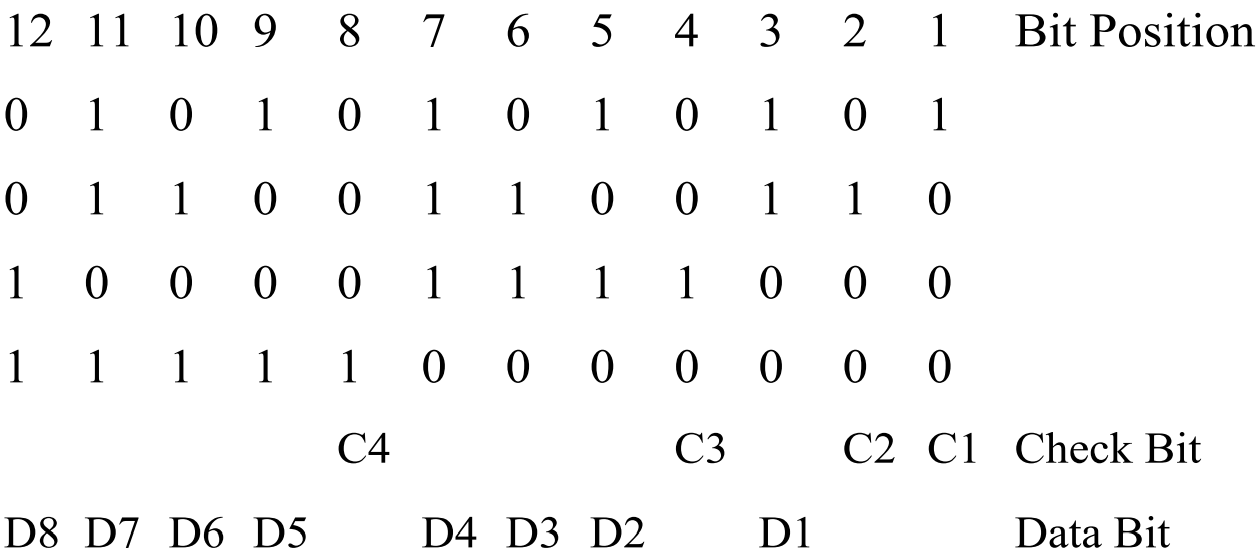 12 11 10 9 8 7 6 5 4 3 2 1 Bit Position
0 1 0 1 0 1 0 1 0 1 0 1
0 1 1 0 0 1 1 0 0 1 1 0
1 0 0 0 0 1 1 1 1 0 0 0
1 1 1 1 1 0 0 0 0 0 0 0
C4 C3 C2 C1 Check Bit
D8 D7 D6 D5 D4 D3 D2 D1 Data Bit